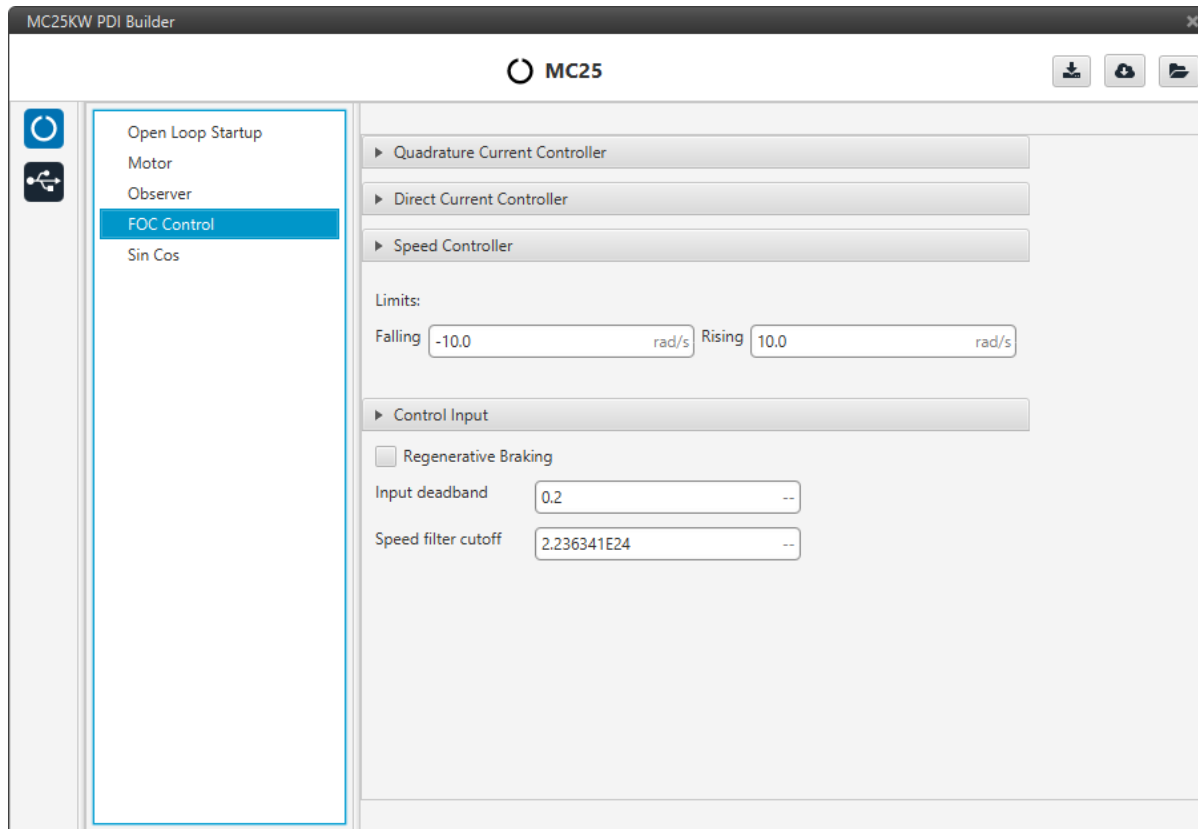 MC25KW PDI Builder
MC25
Open Loop Startup
Motor
Observer
FOC Control
Sin Cos
Quadrature Current Controller
Direct Current Controller
Speed Controller
Limits:
Falling -10.0 rad/s Rising 10.0 rad/s
Control Input
Regenerative Braking
Input deadband 0.2 --
Speed filter cutoff 2.236341E24 --